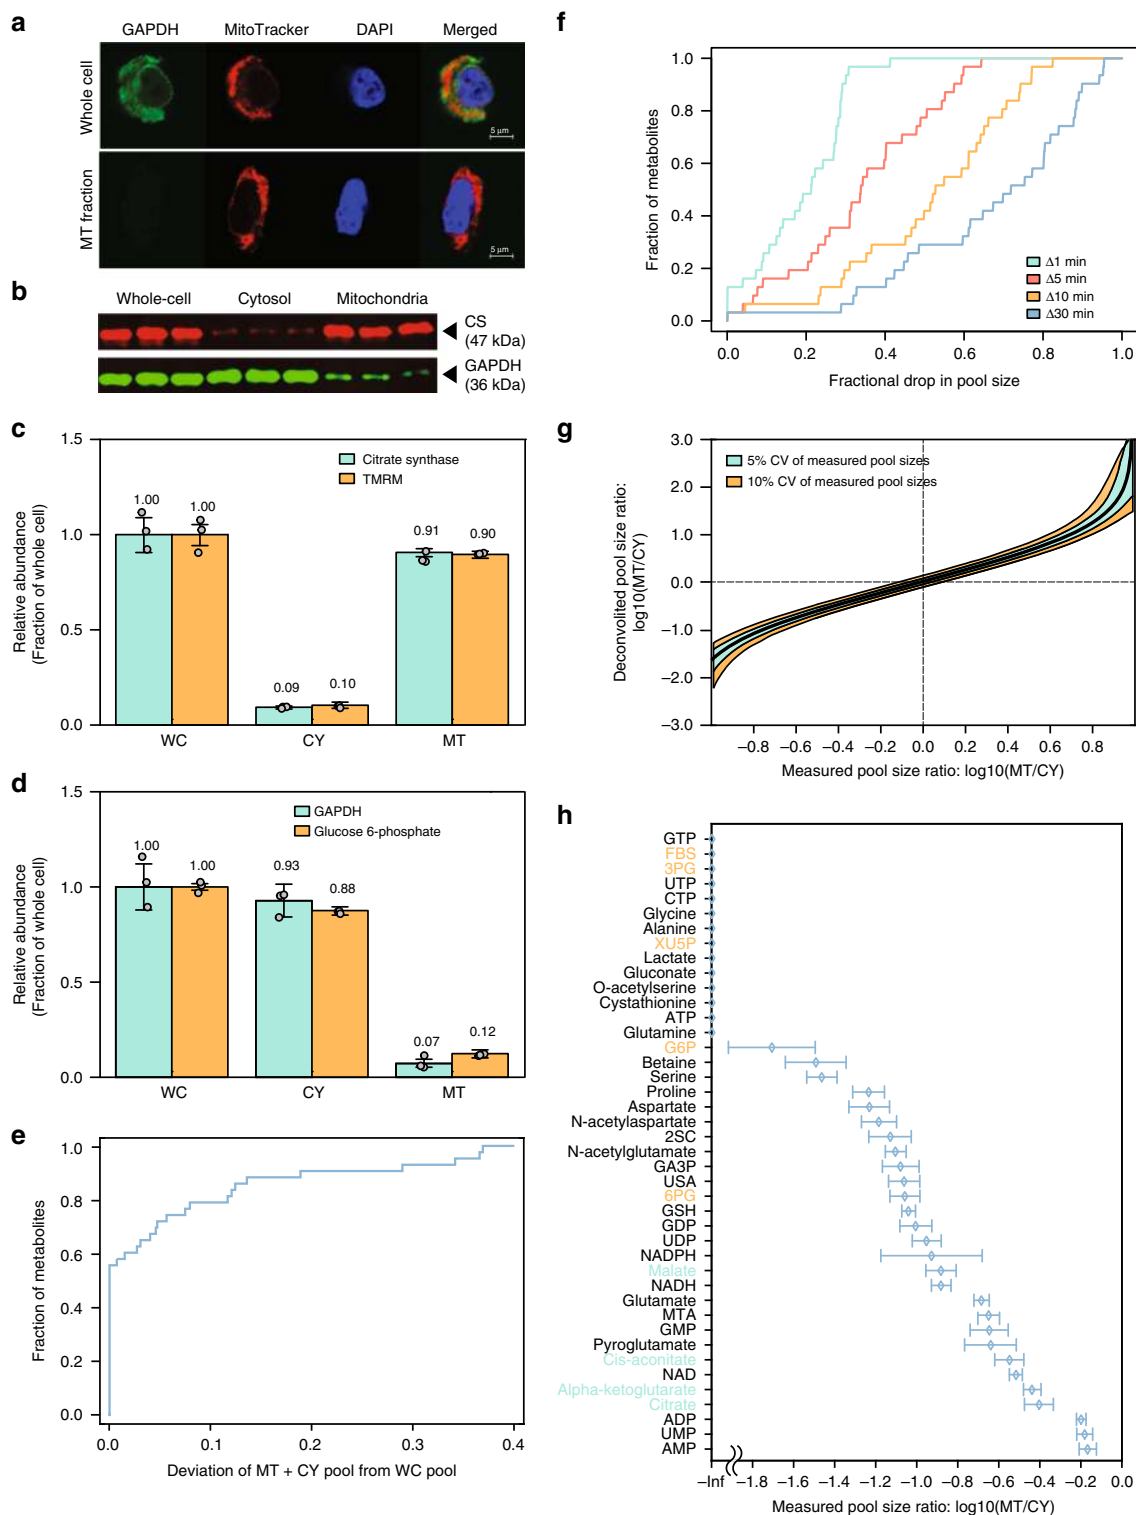 a
GAPDH MitoTracker DAPI Merged
Whole cell
5 µm
MT fraction
5 µm
b
Whole-cell Cytosol Mitochondria
CS
(47 kDa)
GAPDH
(36 kDa)
c
1.5
1.0
0.5
0.0
Relative abundance
(Fraction of whole cell)
Citrate synthase
TMRM
1.00 1.00
0.09 0.10
0.91 0.90
WC CY MT
d
1.5
1.0
0.5
0.0
Relative abundance
(Fraction of whole cell)
GAPDH
Glucose 6-phosphate
1.00 1.00
0.93 0.88
0.07 0.12
WC CY MT
e
1.0
0.8
0.6
0.4
0.2
0.0
Fraction of metabolites
0.0 0.1 0.2 0.3 0.4
Deviation of MT + CY pool from WC pool
f
1.0
0.8
0.6
0.4
0.2
0.0
Fraction of metabolites
Δ1 min
Δ5 min
Δ10 min
Δ30 min
0.0 0.2 0.4 0.6 0.8 1.0
Fractional drop in pool size
g
3.0
2.0
1.0
0.0
−1.0
−2.0
−3.0
Deconvolited pool size ratio:
log10(MT/CY)
5% CV of measured pool sizes
10% CV of measured pool sizes
−0.8 −0.6 −0.4 −0.2 0.0 0.2 0.4 0.6 0.8
Measured pool size ratio: log10(MT/CY)
h
GTP
FBS
3PG
UTP
CTP
Glycine
Alanine
XU5P
Lactate
Gluconate
O-acetylserine
Cystathionine
ATP
Glutamine
G6P
Betaine
Serine
Proline
Aspartate
N-acetylaspartate
2SC
N-acetylglutamate
GA3P
USA
6PG
GSH
GDP
UDP
NADPH
Malate
NADH
Glutamate
MTA
GMP
Pyroglutamate
Cis-aconitate
NAD
Alpha-ketoglutarate
Citrate
ADP
UMP
AMP
−Inf −1.8 −1.6 −1.4 −1.2 −1.0 −0.8 −0.6 −0.4 −0.2 0.0
Measured pool size ratio: log10(MT/CY)